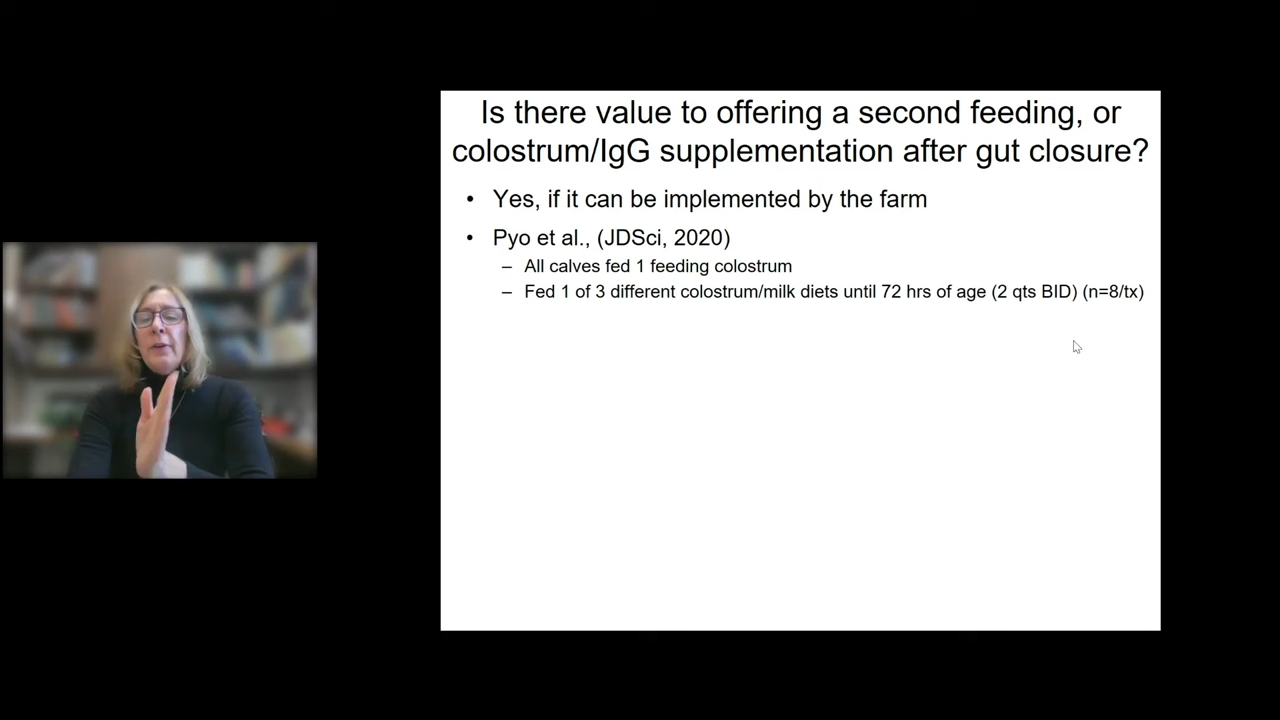 Is there value to offering a second feeding, or
colostrum/IgG supplementation after gut closure?
• Yes, if it can be implemented by the farm
• Pyo et al., (JDSci, 2020)
– All calves fed 1 feeding colostrum
– Fed 1 of 3 different colostrum/milk diets until 72 hrs of age (2 qts BID) (n=8/tx)